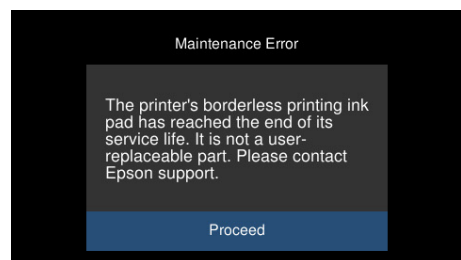 Maintenance Error
The printer's borderless printing ink
pad has reached the end of its
service life. It is not a user-
replaceable part. Please contact
Epson support.
Proceed